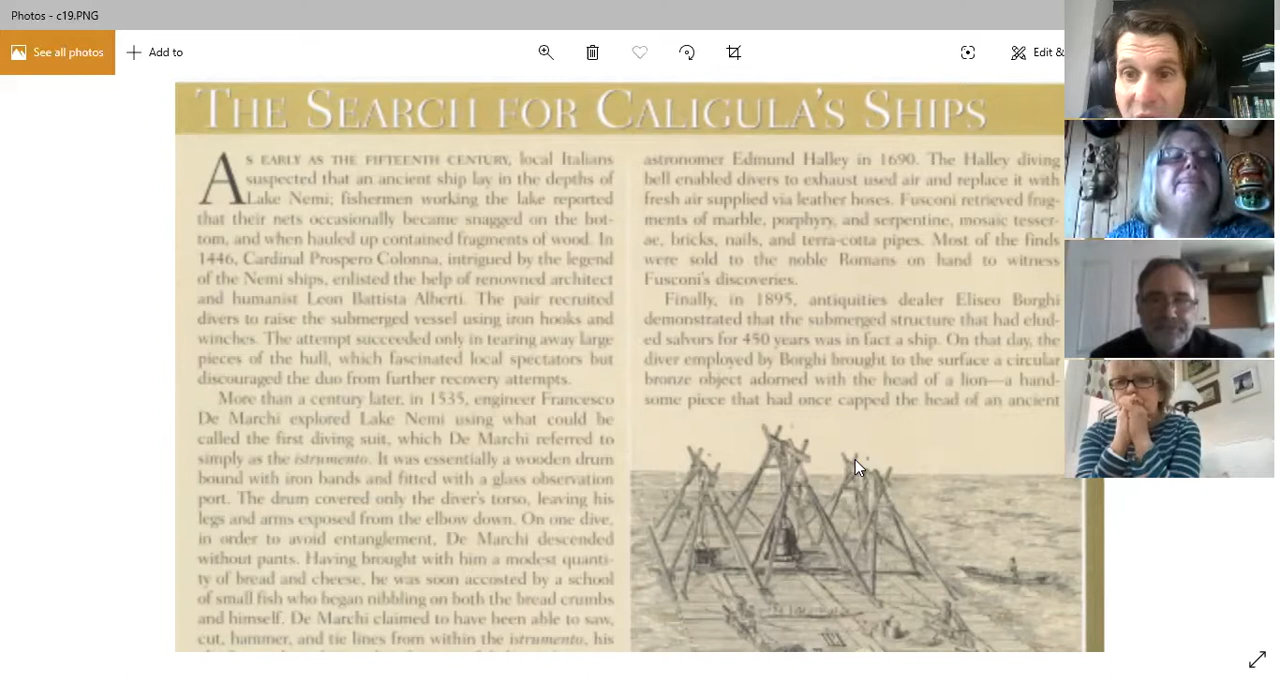 Photos - c19.PNG
See all photos
Add to
Edit &
THE SEARCH FOR CALIGULA'S SHIPS
AS EARLY AS THE FIFTEENTH CENTURY, local Italians
suspected that an ancient ship lay in the depths of
Lake Nemi; fishermen working the lake reported
that their nets occasionally became snagged on the bot-
tom, and when hauled up contained fragments of wood. In
1446, Cardinal Prospero Colonna, intrigued by the legend
of the Nemi ships, enlisted the help of renowned architect
and humanist Leon Battista Alberti. The pair recruited
divers to raise the submerged vessel using iron hooks and
winches. The attempt succeeded only in tearing away large
pieces of the hull, which fascinated local spectators but
discouraged the duo from further recovery attempts.
More than a century later, in 1535, engineer Francesco
De Marchi explored Lake Nemi using what could be
called the first diving suit, which De Marchi referred to
simply as the istrumento. It was essentially a wooden drum
bound with iron bands and fitted with a glass observation
port. The drum covered only the diver's torso, leaving his
legs and arms exposed from the elbow down. On one dive,
in order to avoid entanglement, De Marchi descended
without pants. Having brought with him a modest quanti-
ty of bread and cheese, he was soon accosted by a school
of small fish who began nibbling on both the bread crumbs
and himself. De Marchi claimed to have been able to saw,
cut, hammer, and tie lines from within the istrumento, his
astronomer Edmund Halley in 1690. The Halley diving
bell enabled divers to exhaust used air and replace it with
fresh air supplied via leather hoses. Fusconi retrieved frag-
ments of marble, porphyry, and serpentine, mosaic tesser-
ae, bricks, nails, and terra-cotta pipes. Most of the finds
were sold to the noble Romans on hand to witness
Fusconi's discoveries.
Finally, in 1895, antiquities dealer Eliseo Borghi
demonstrated that the submerged structure that had elud-
ed salvors for 450 years was in fact a ship. On that day, the
diver employed by Borghi brought to the surface a circular
bronze object adorned with the head of a lion—a hand-
some piece that had once capped the head of an ancient